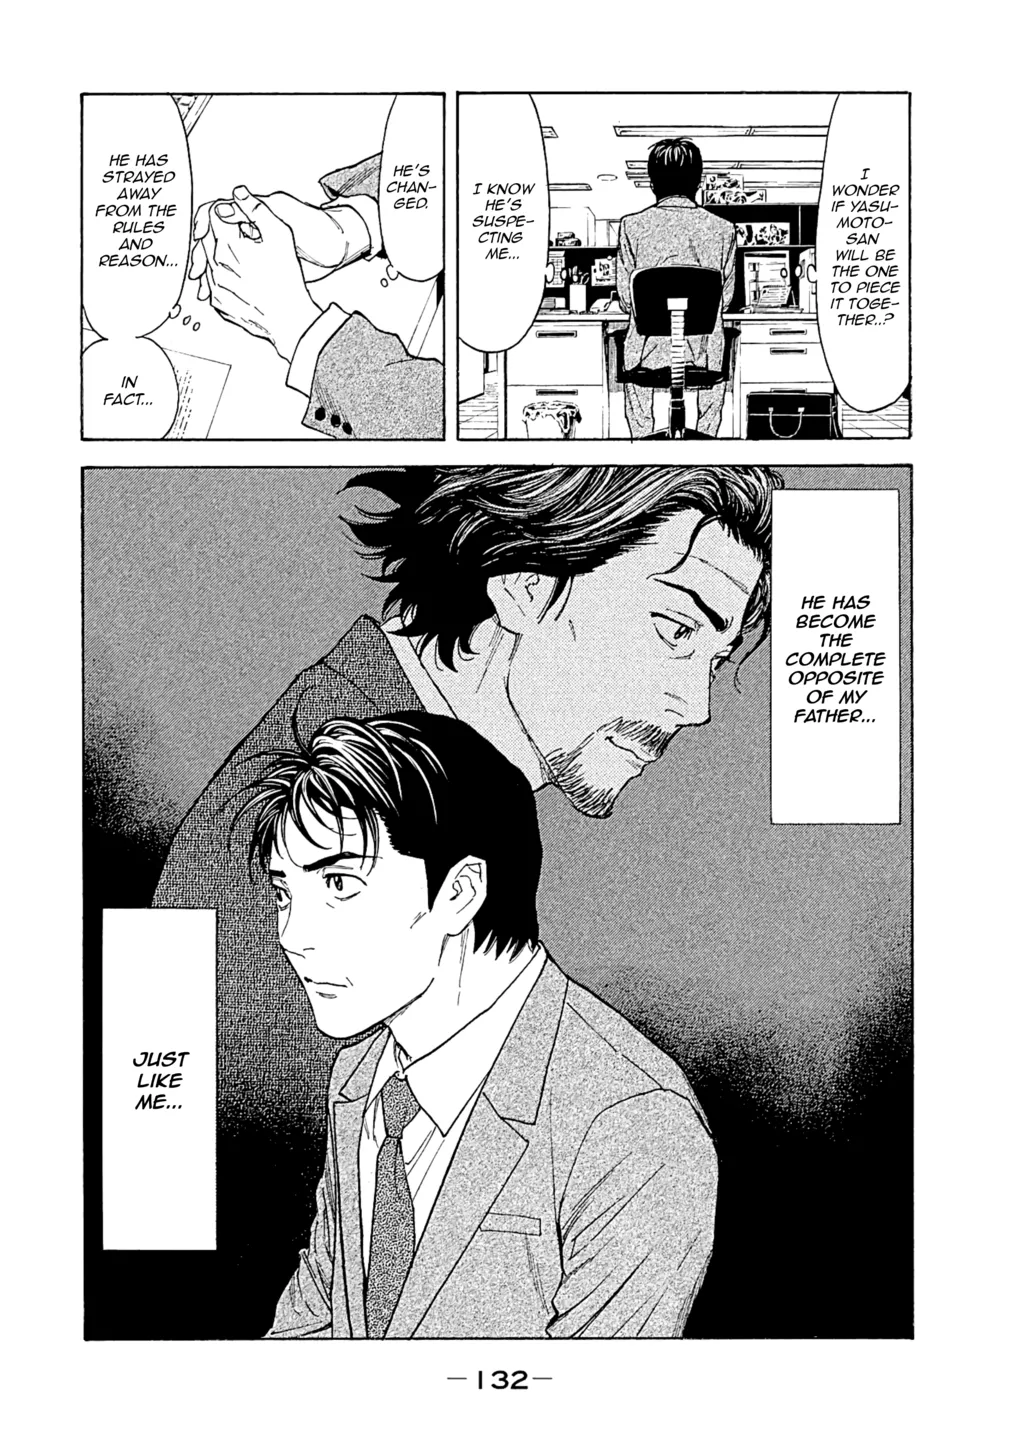 I
WONDER
IF YASU-
MOTO-
SAN
WILL BE
THE ONE
TO PIECE
IT TOGE-
THER..?
I KNOW
HE'S
SUSPE-
CTING
ME...
HE'S
CHAN-
GED.
HE HAS
STRAYED
AWAY
FROM THE
RULES
AND
REASON...
IN
FACT...
HE HAS
BECOME
THE
COMPLETE
OPPOSITE
OF MY
FATHER...
JUST
LIKE
ME...
—132—